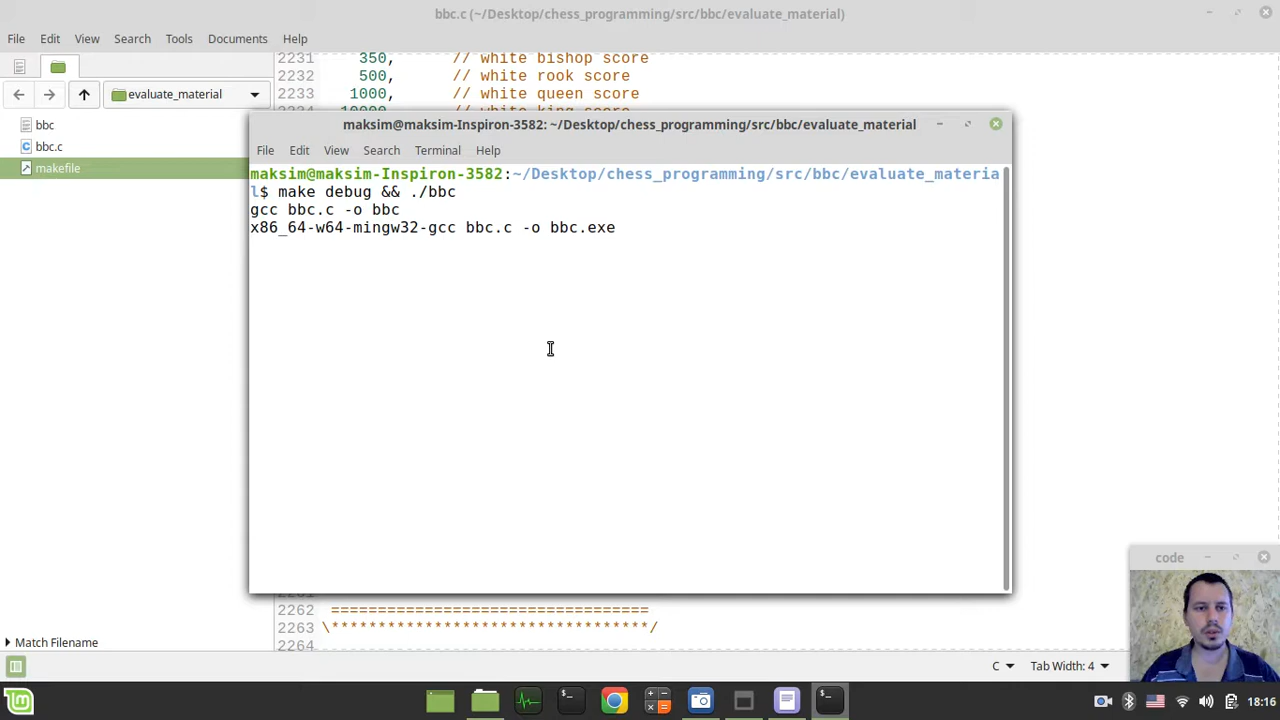 bbc.c (~/Desktop/chess_programming/src/bbc/evaluate_material)
File Edit View Search Tools Documents Help
evaluate_material
bbc
bbc.c
makefile
2231 350, // white bishop score
2232 500, // white rook score
2233 1000, // white queen score
10000, // white king score
maksim@maksim-Inspiron-3582: ~/Desktop/chess_programming/src/bbc/evaluate_material
File Edit View Search Terminal Help
maksim@maksim-Inspiron-3582:~/Desktop/chess_programming/src/bbc/evaluate_materia
l$ make debug && ./bbc
gcc bbc.c -o bbc
x86_64-w64-mingw32-gcc bbc.c -o bbc.exe
2262 =================================
2263 \*********************************/
2264
code
Match Filename
C Tab Width: 4
18:16